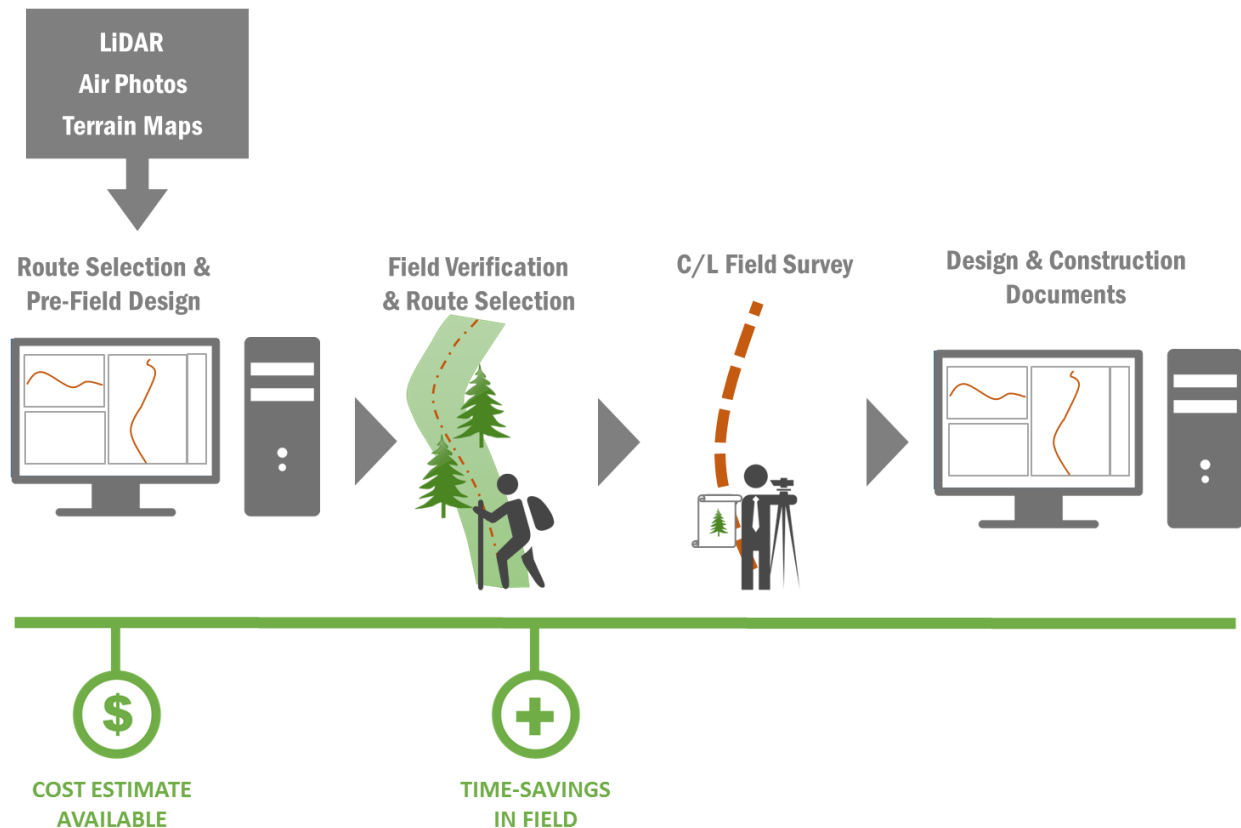 LiDAR
Air Photos
Terrain Maps
Route Selection &
Pre-Field Design
Field Verification
& Route Selection
C/L Field Survey
Design & Construction
Documents
$
+
COST ESTIMATE
AVAILABLE
TIME-SAVINGS
IN FIELD